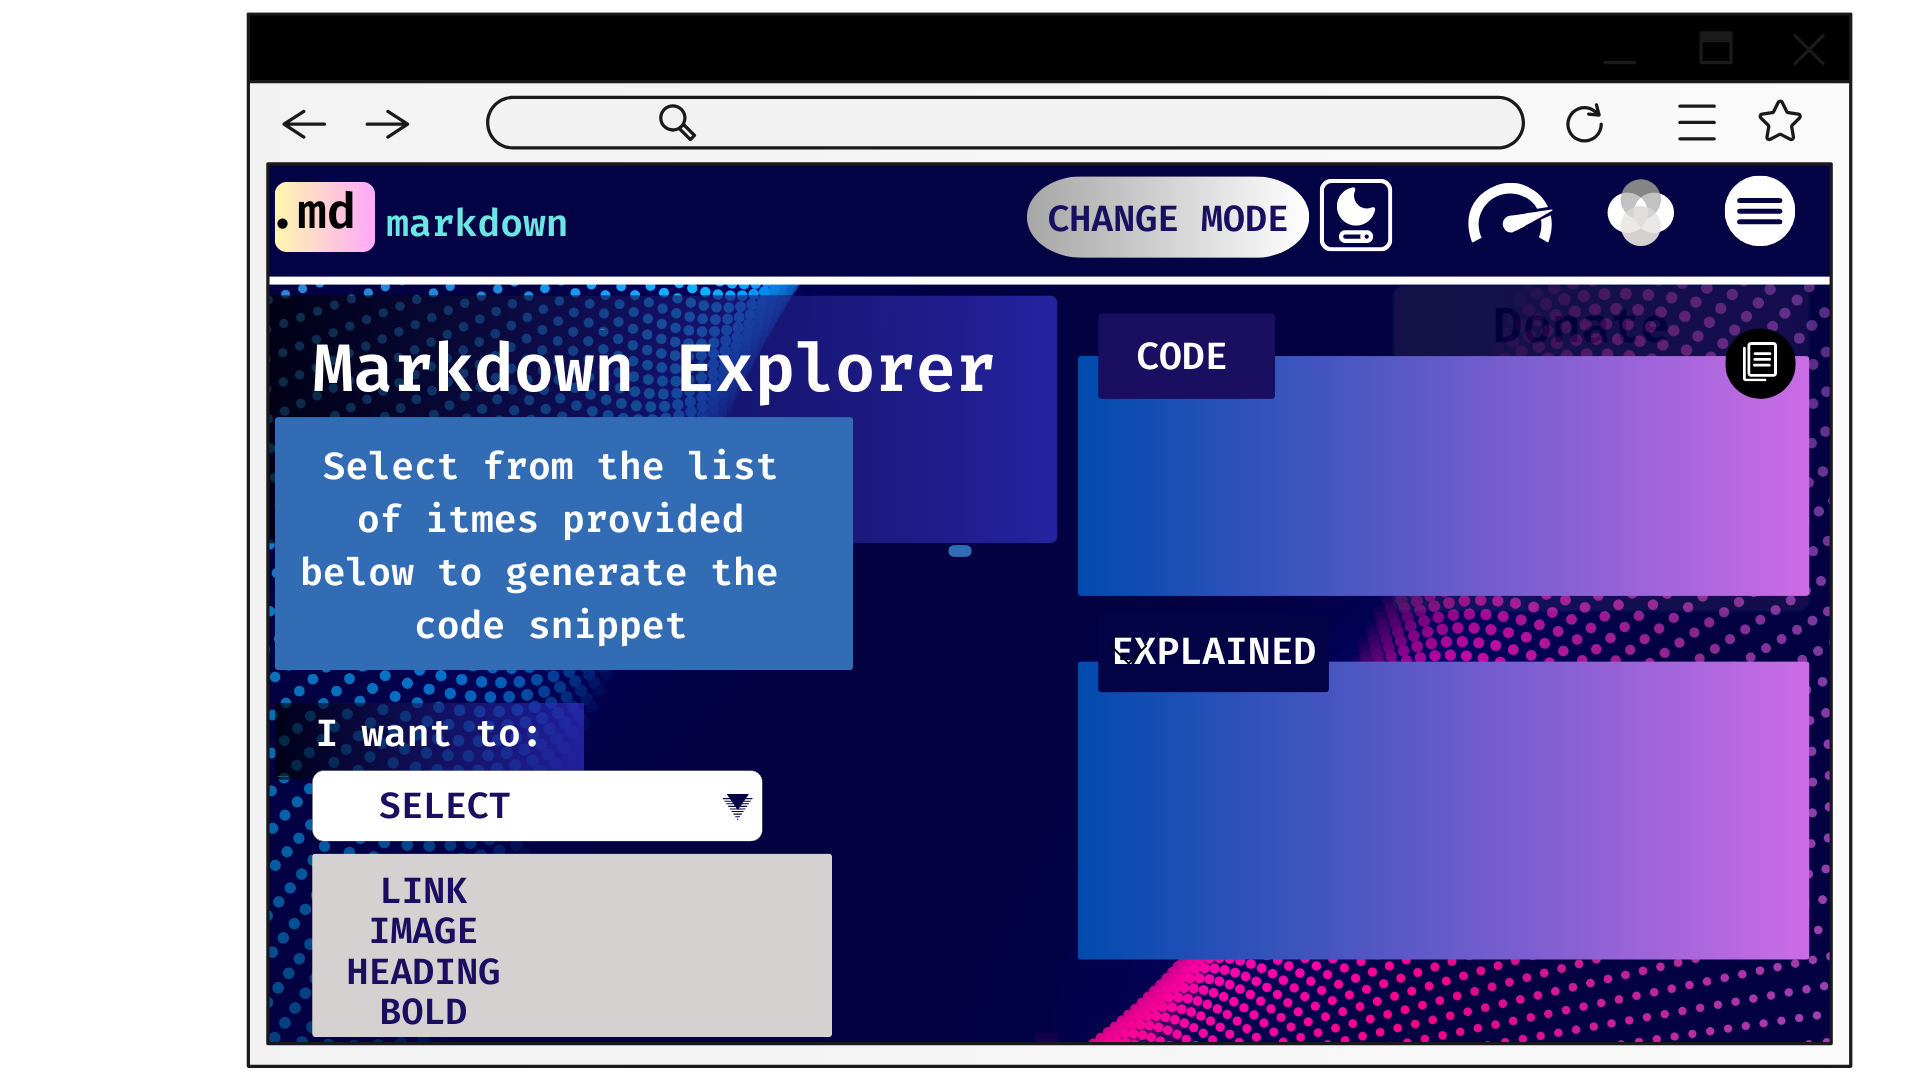 .md
markdown
CHANGE MODE
Markdown Explorer
Select from the list
of itmes provided
below to generate the
code snippet
I want to:
SELECT
LINK
IMAGE
HEADING
BOLD
Donate
CODE
EXPLAINED